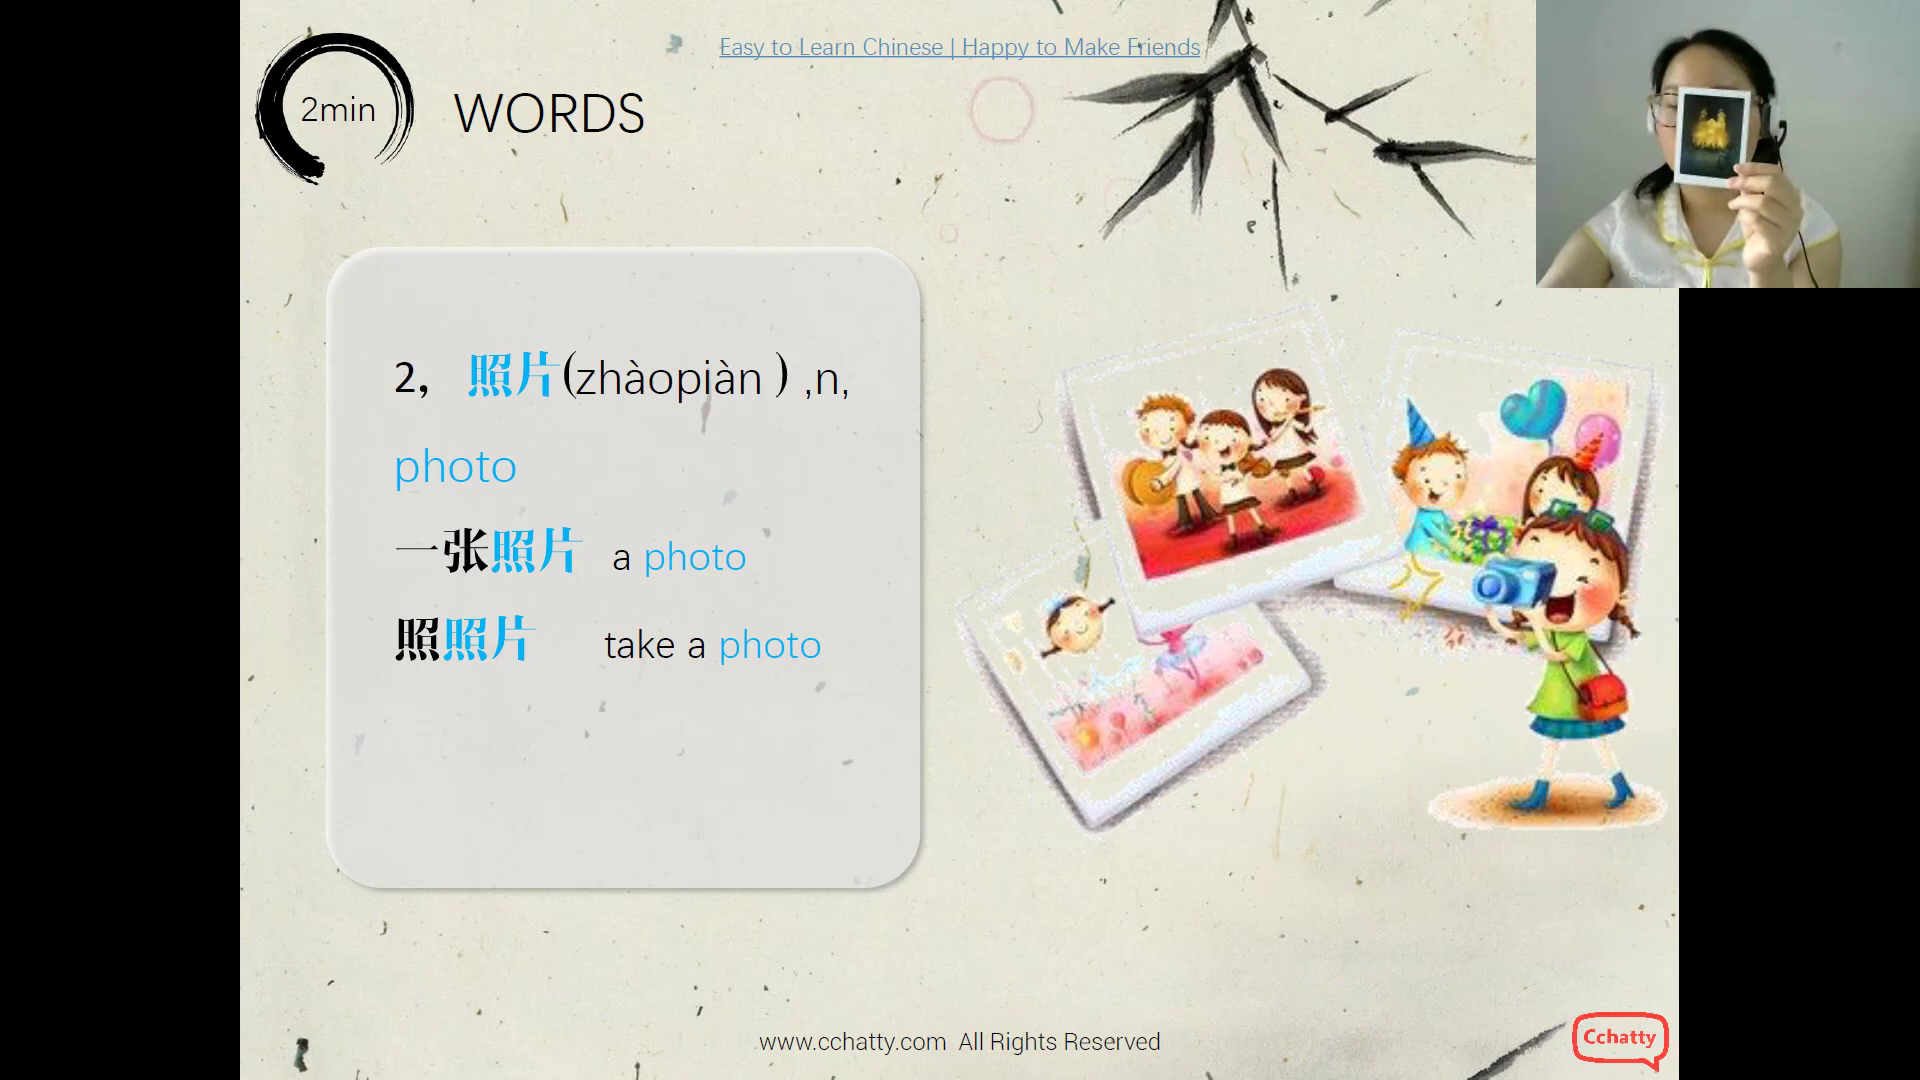 Easy to Learn Chinese | Happy to Make Friends
2min
WORDS
2, 照片(zhàopiàn) ,n,
photo
一张照片 a photo
照照片 take a photo
www.cchatty.com All Rights Reserved
Cchatty